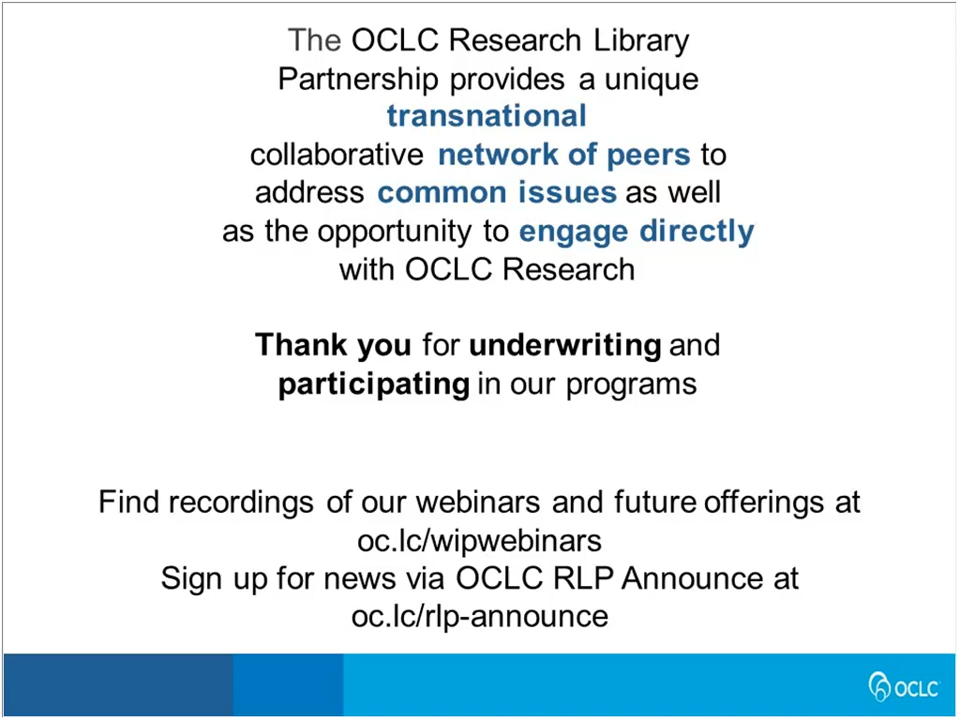 The OCLC Research Library
Partnership provides a unique
transnational
collaborative network of peers to
address common issues as well
as the opportunity to engage directly
with OCLC Research
Thank you for underwriting and
participating in our programs
Find recordings of our webinars and future offerings at
oc.lc/wipwebinars
Sign up for news via OCLC RLP Announce at
oc.lc/rlp-announce
OCLC